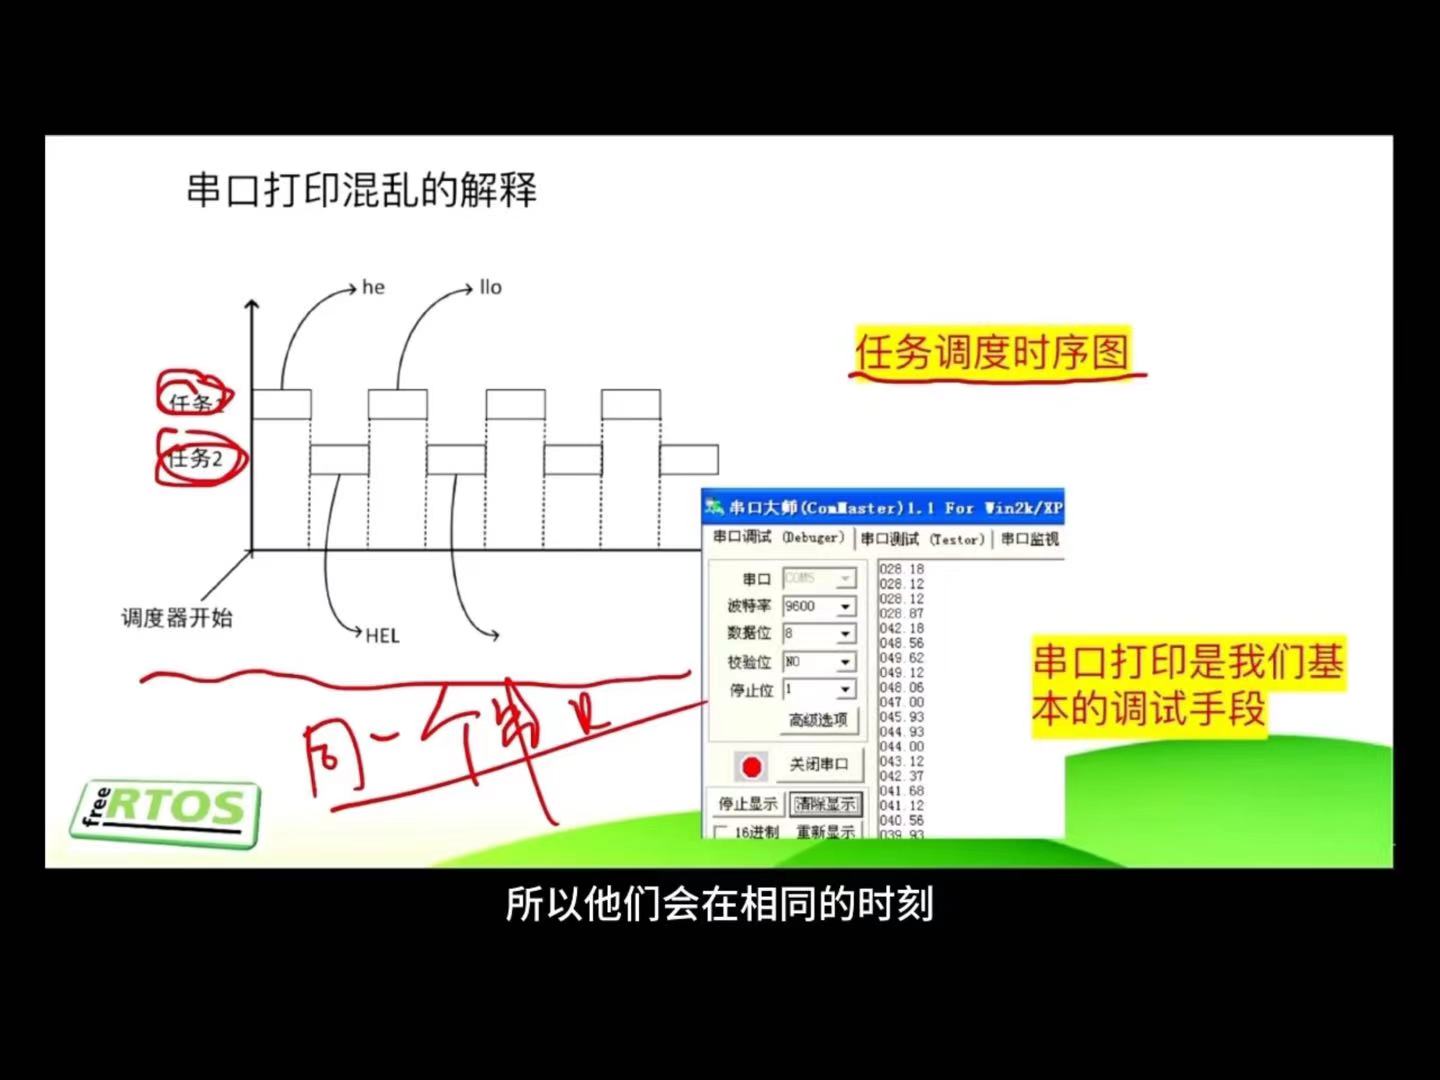 串口打印混乱的解释
he
llo
任务调度时序图
任务
任务2
串口大师(ComMaster)1.1 For Win2k/XP
串口调试 (Debuger)
串口测试 (Testor)
串口监视
串口 COM5
波特率 9600
数据位 8
校验位 NO
停止位 1
高级选项
关闭串口
停止显示
清除显示
16进制
重新显示
028.18
028.12
028.12
028.87
042.18
048.56
049.62
049.12
048.06
047.00
045.93
044.93
044.00
043.12
042.37
041.68
041.12
040.56
039.93
调度器开始
HEL
串口打印是我们基
本的调试手段
同一个串口
free
RTOS
所以他们会在相同的时刻